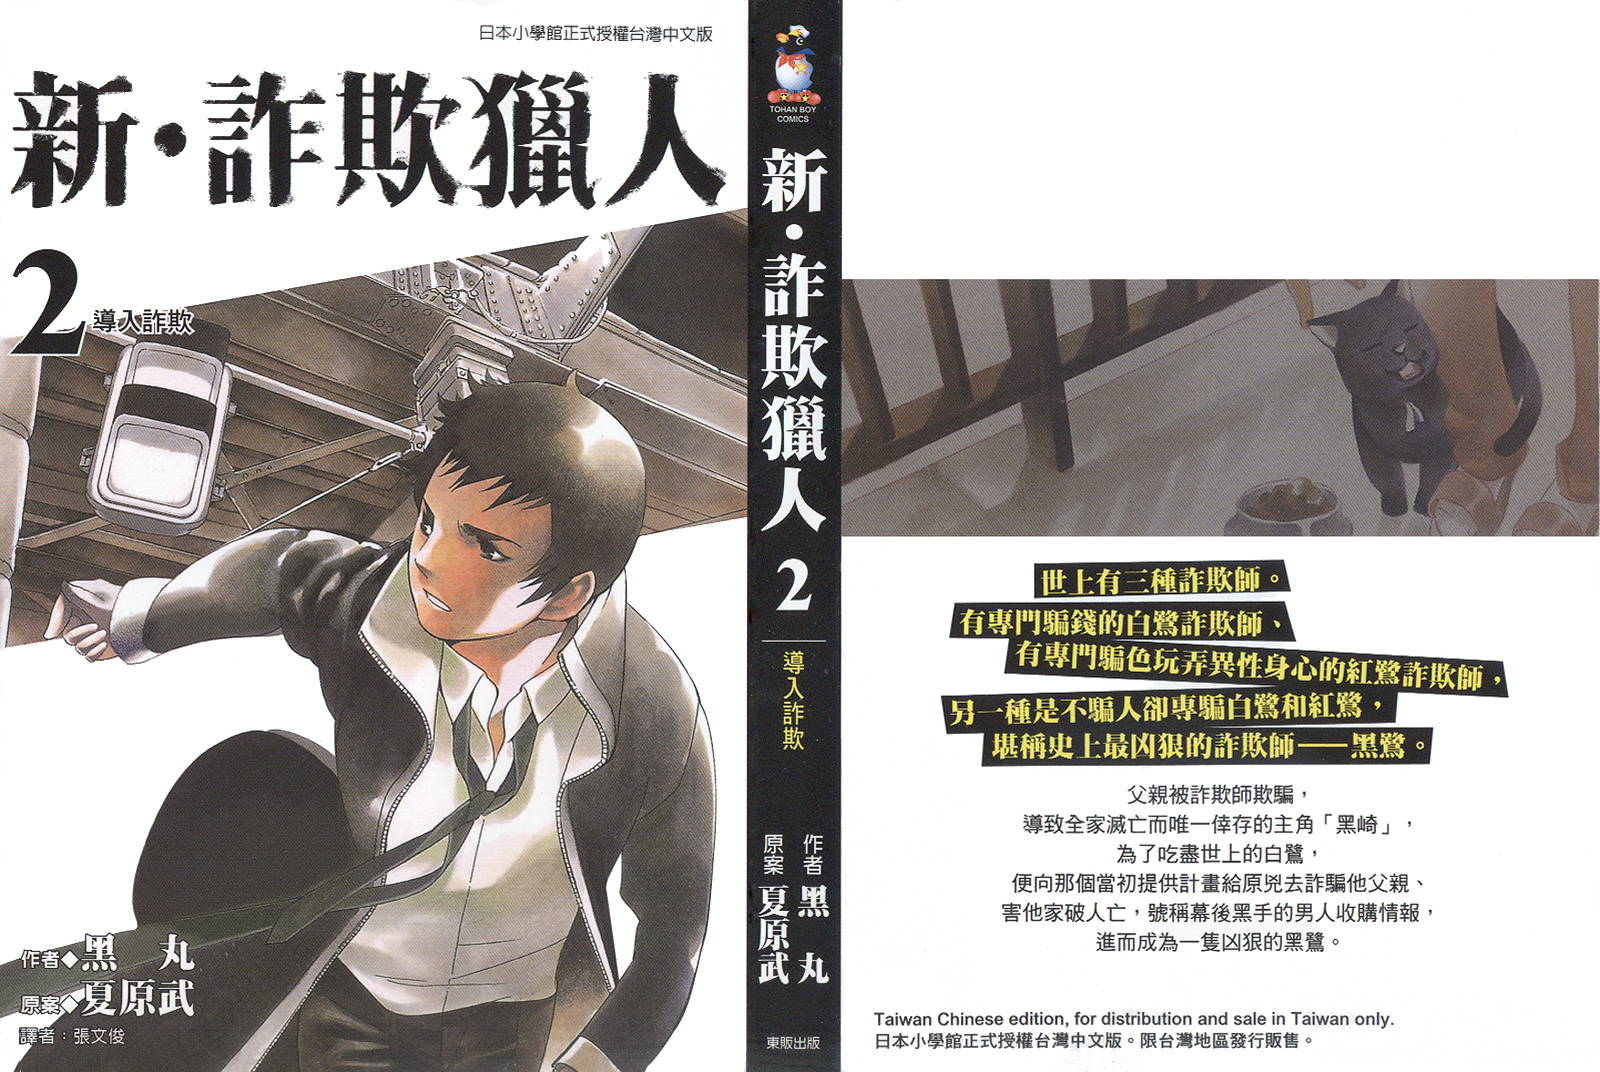 日本小學館正式授權台灣中文版
新・詐欺獵人
2
導入詐欺
作者◆黑 丸
原案◆夏原武
譯者：張文俊
TOHAN BOY
COMICS
新・詐欺獵人
2
導入詐欺
作者 黑 丸
原案 夏原武
東販出版
世上有三種詐欺師。
有專門騙錢的白鷺詐欺師、
有專門騙色玩弄異性身心的紅鷺詐欺師，
另一種是不騙人卻專騙白鷺和紅鷺，
堪稱史上最凶狠的詐欺師——黑鷺。
父親被詐欺師欺騙，
導致全家滅亡而唯一倖存的主角「黑崎」，
為了吃盡世上的白鷺，
便向那個當初提供計畫給原兇去詐騙他父親、
害他家破人亡，號稱幕後黑手的男人收購情報，
進而成為一隻凶狠的黑鷺。
Taiwan Chinese edition, for distribution and sale in Taiwan only.
日本小學館正式授權台灣中文版。限台灣地區發行販售。